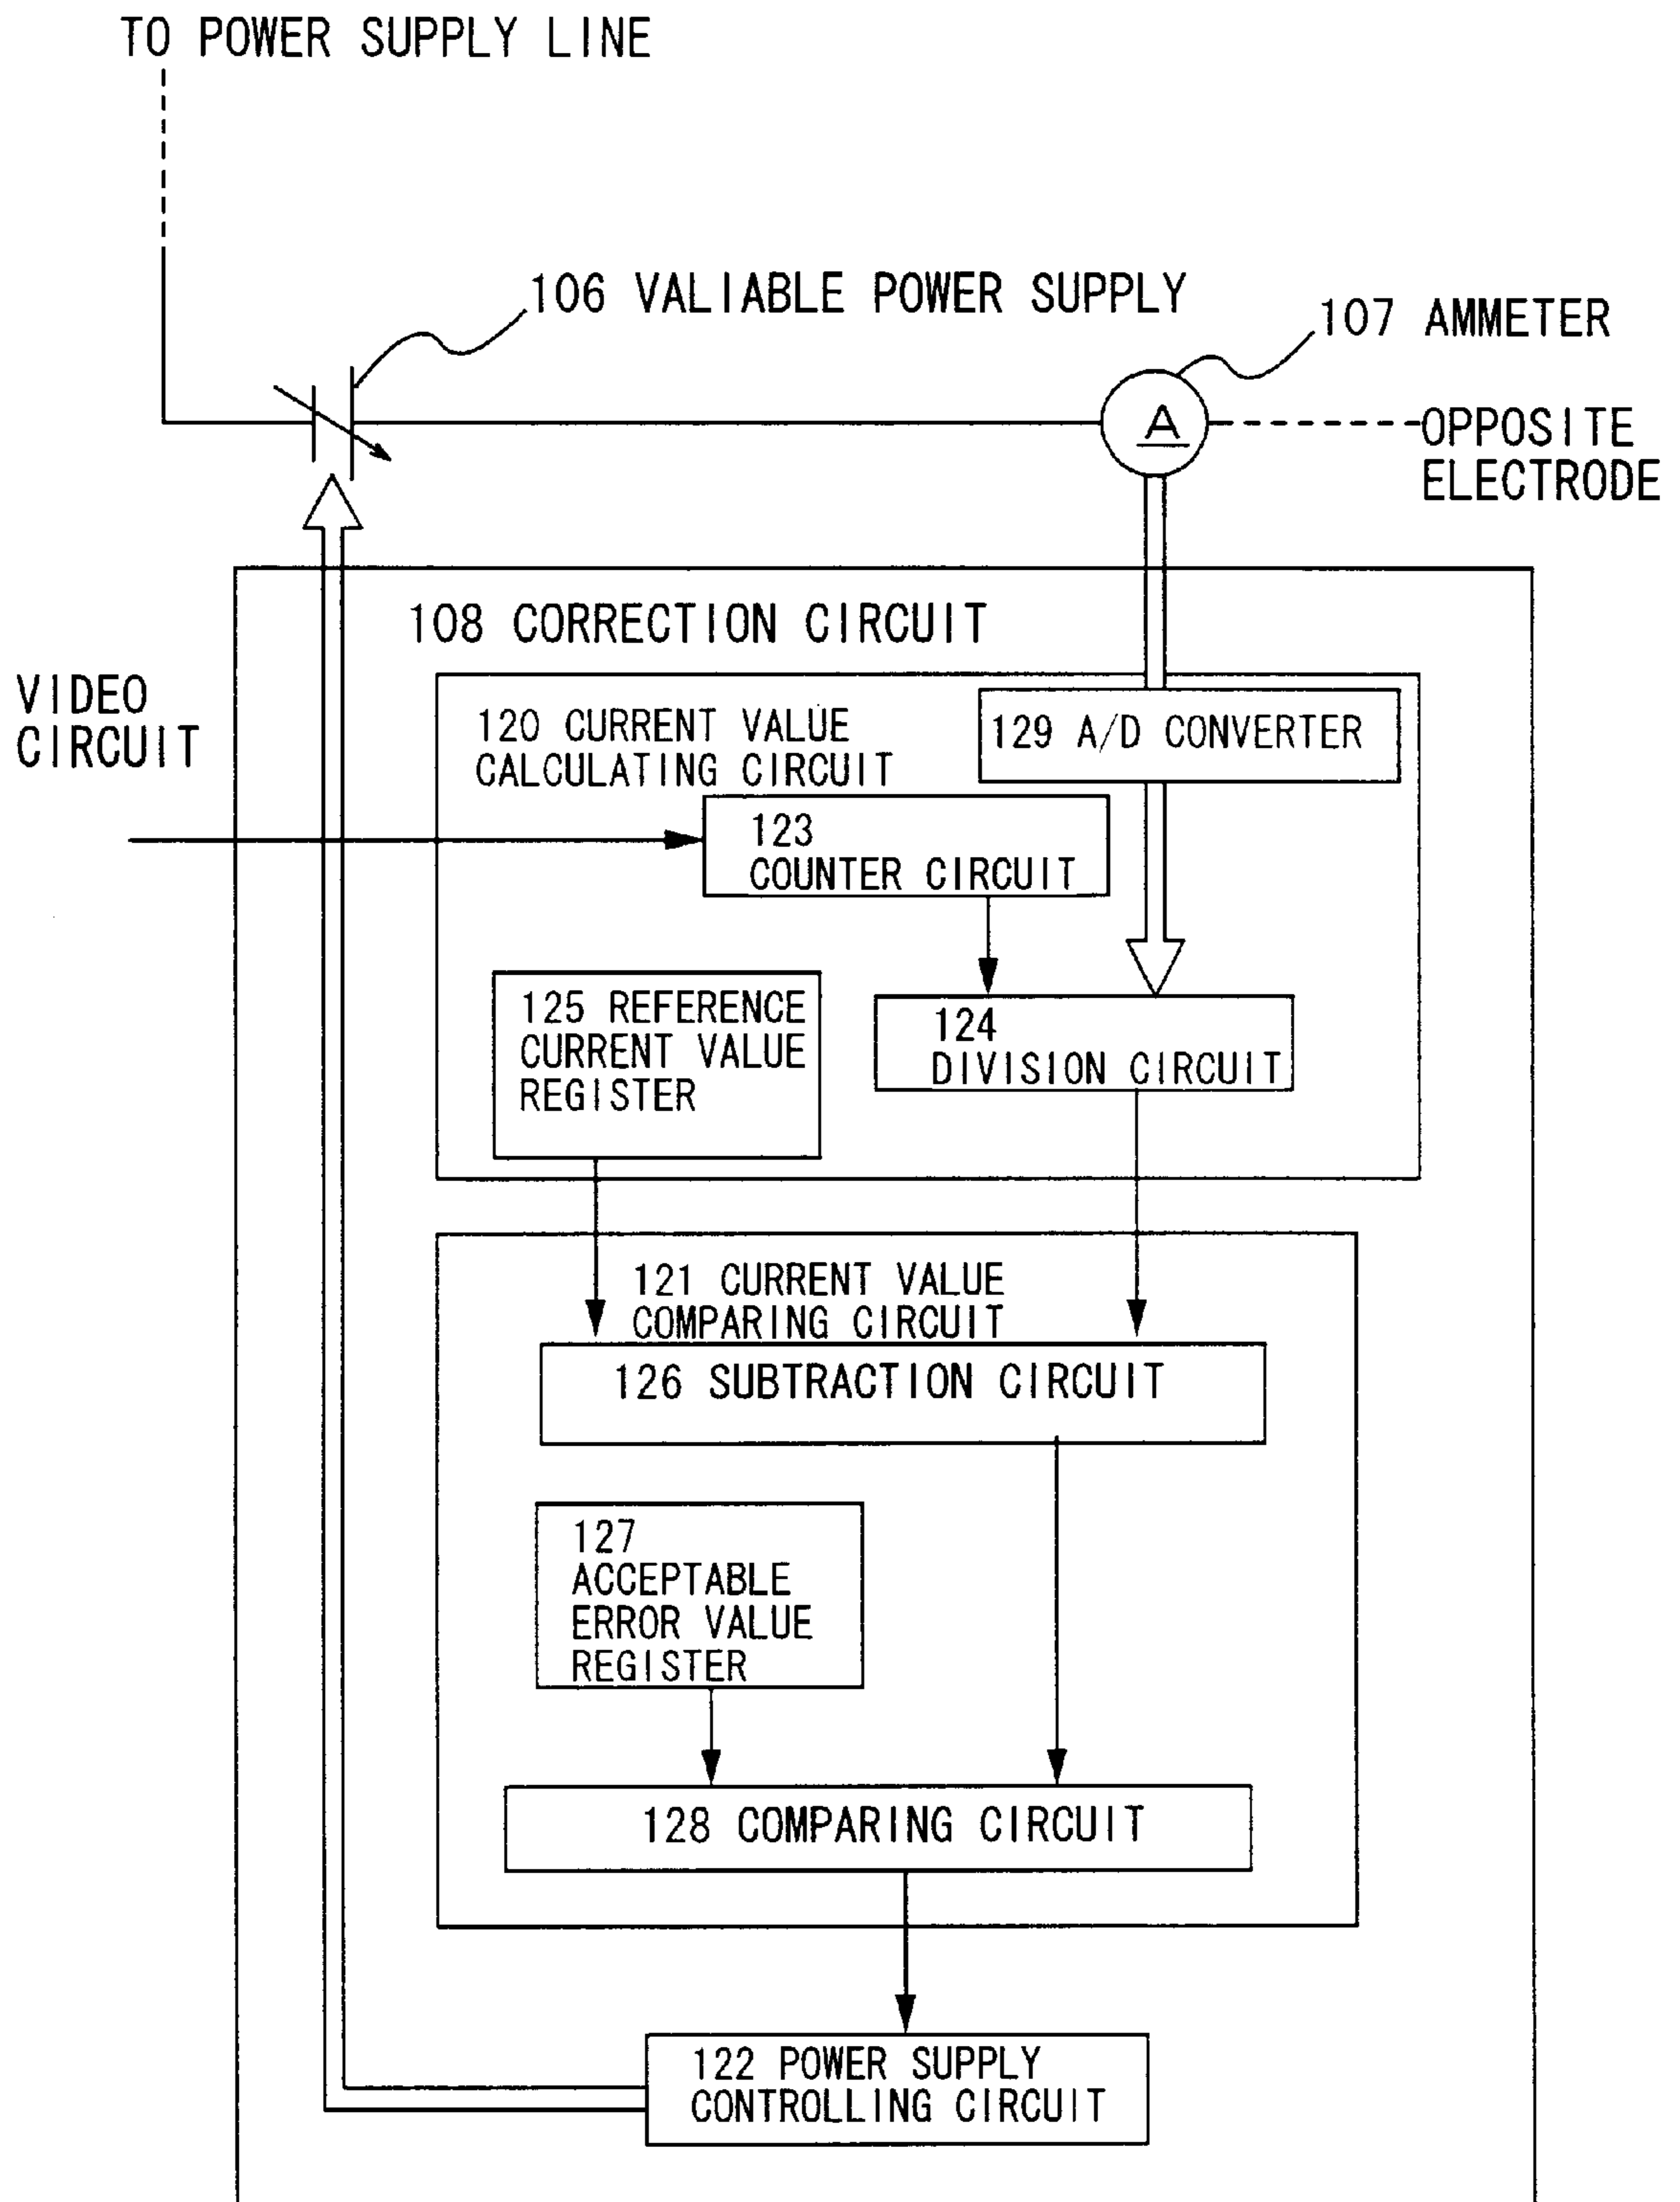 TO POWER SUPPLY LINE
106 VALIABLE POWER SUPPLY
107 AMMETER
A
OPPOSITE
ELECTRODE
108 CORRECTION CIRCUIT
VIDEO
CIRCUIT
120 CURRENT VALUE
CALCULATING CIRCUIT
129 A/D CONVERTER
123
COUNTER CIRCUIT
125 REFERENCE
CURRENT VALUE
REGISTER
124
DIVISION CIRCUIT
121 CURRENT VALUE
COMPARING CIRCUIT
126 SUBTRACTION CIRCUIT
127
ACCEPTABLE
ERROR VALUE
REGISTER
128 COMPARING CIRCUIT
122 POWER SUPPLY
CONTROLLING CIRCUIT